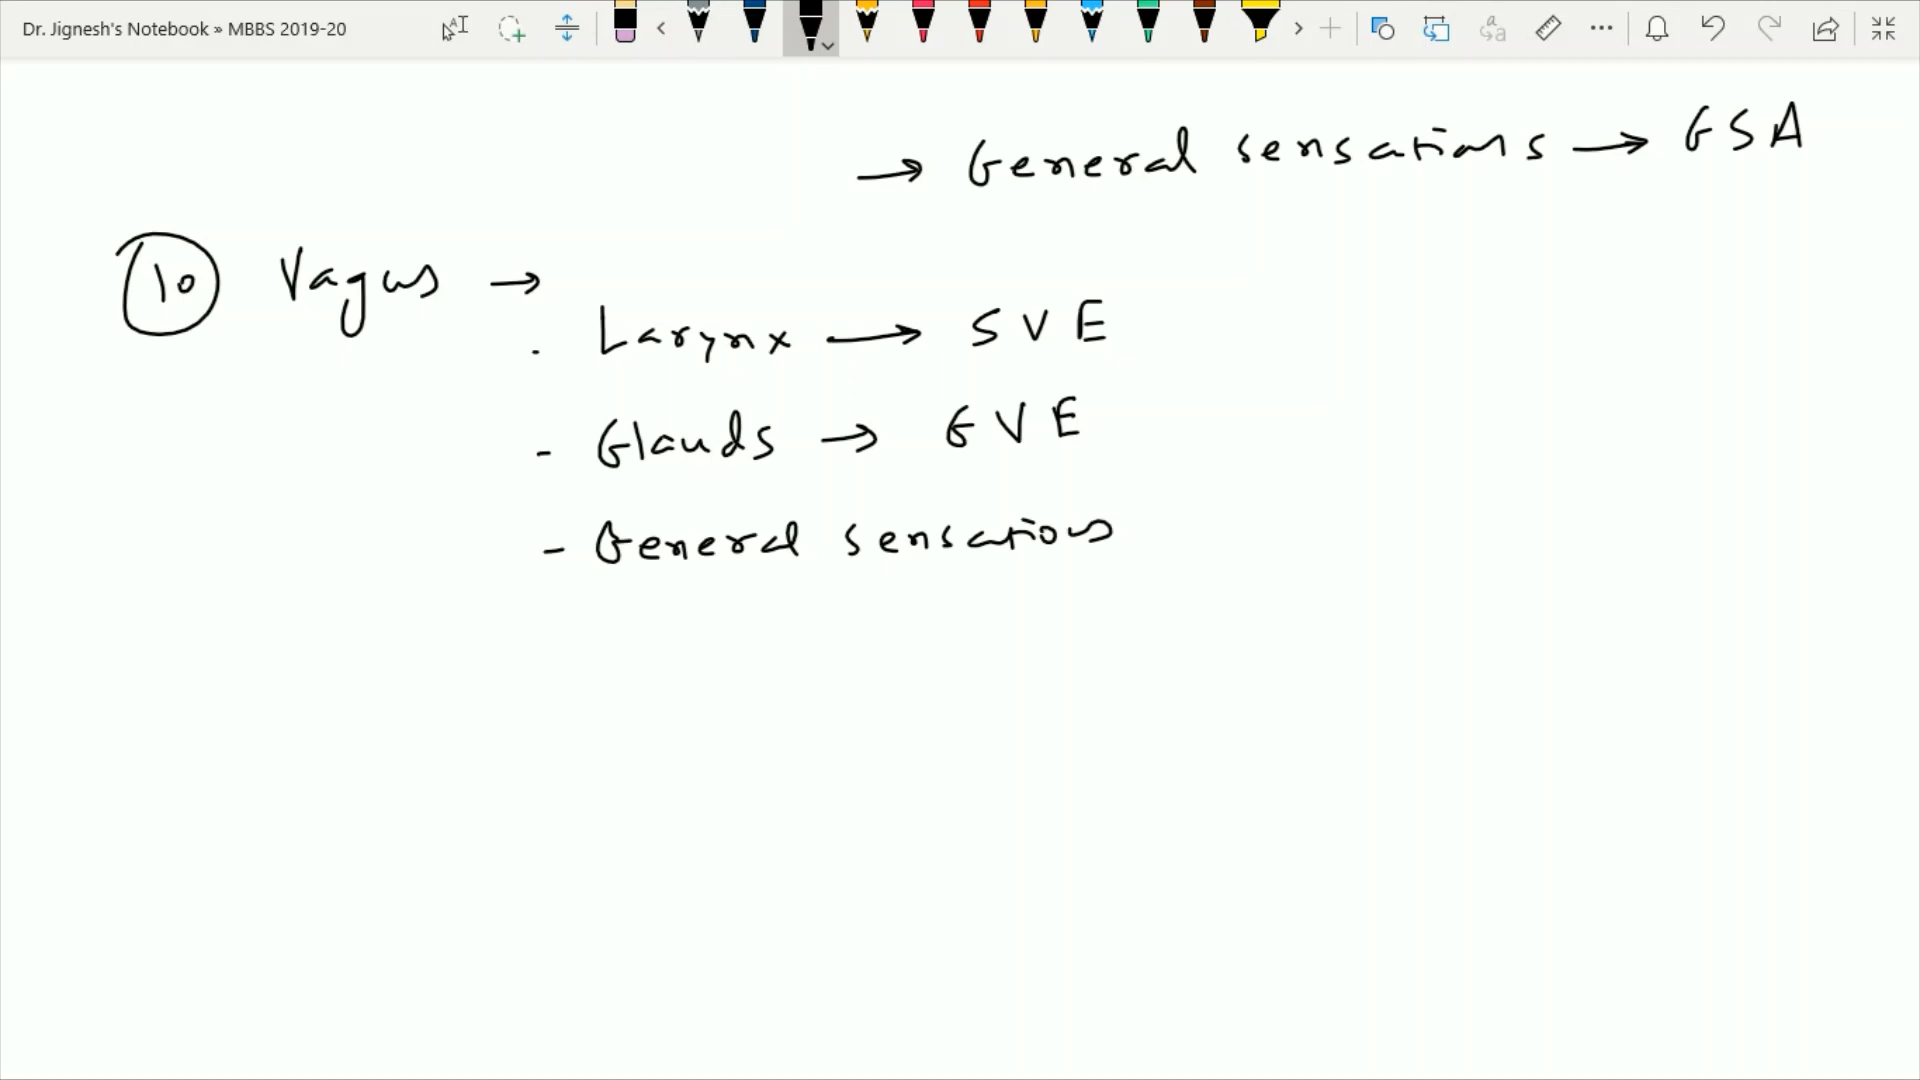 Dr. Jignesh's Notebook » MBBS 2019-20
→ General sensations → GSA
10 Vagus →
. Larynx → SVE
- Glands → GVE
- General sensations